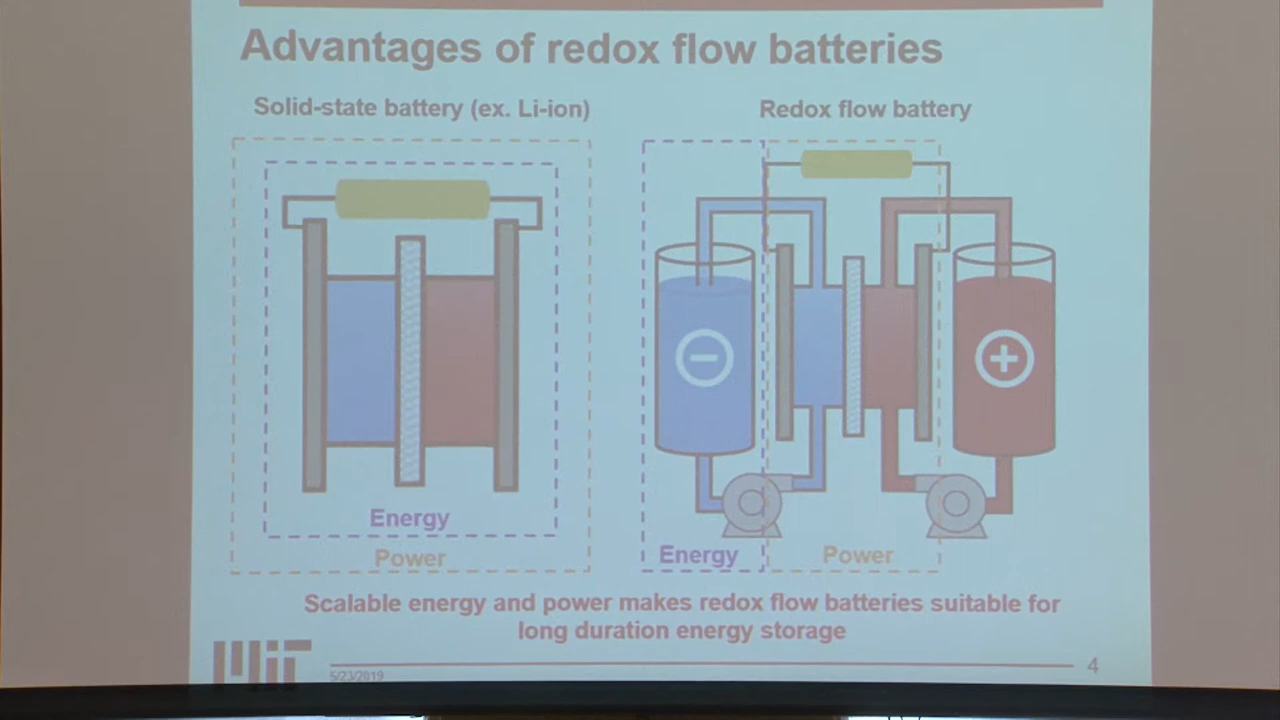 Advantages of redox flow batteries
Solid-state battery (ex. Li-ion)
Redox flow battery
Energy
Power
Energy
Power
Scalable energy and power makes redox flow batteries suitable for
long duration energy storage
MIT
5/23/2019
4